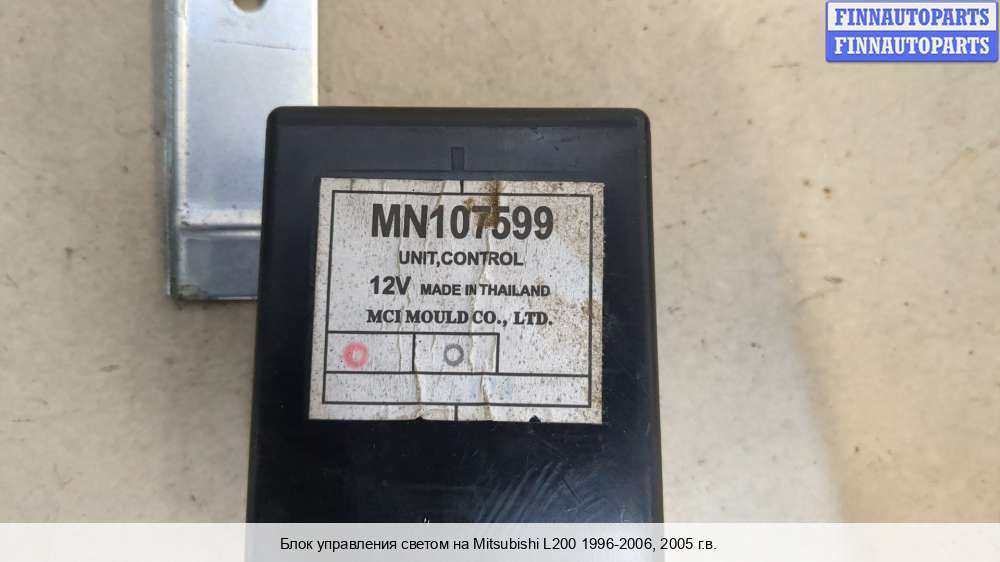 FINNAUTOPARTS
FINNAUTOPARTS
MN107599
UNIT,CONTROL
12V MADE IN THAILAND
MCI MOULD CO., LTD.
Блок управления светом на Mitsubishi L200 1996-2006, 2005 г.в.